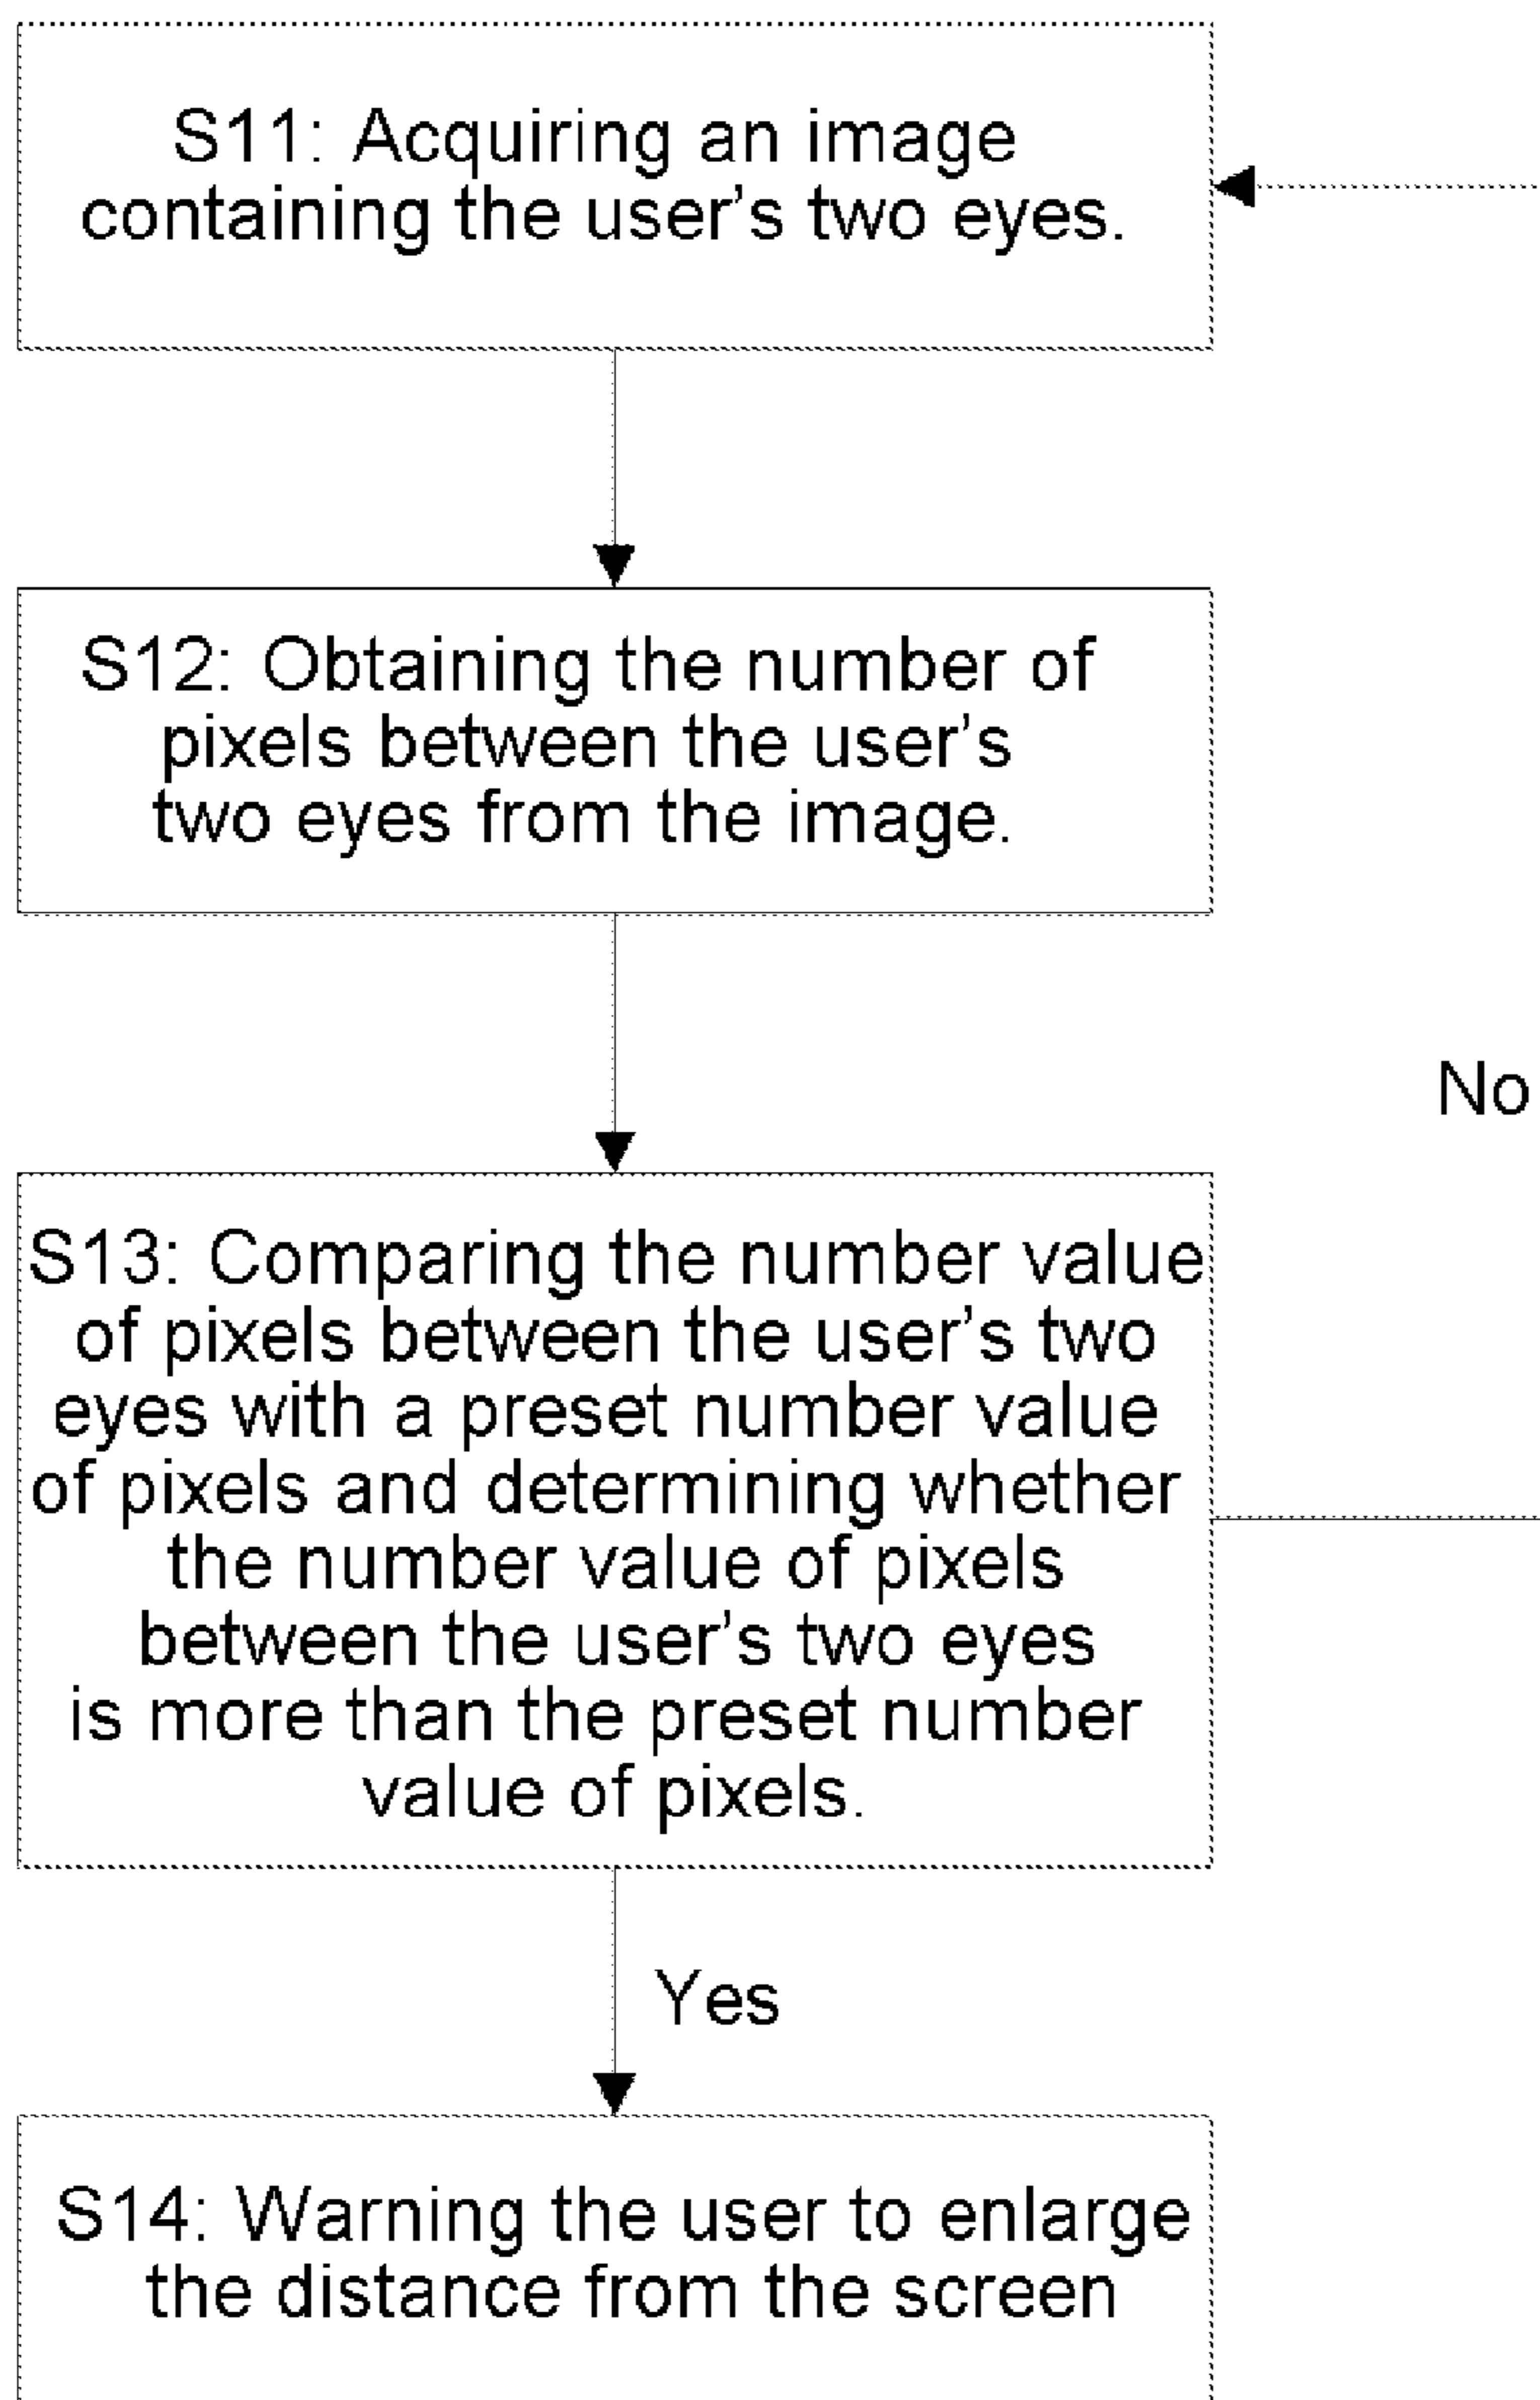 S11: Acquiring an image
containing the user's two eyes.
S12: Obtaining the number of
pixels between the user's
two eyes from the image.
No
S13: Comparing the number value
of pixels between the user's two
eyes with a preset number value
of pixels and determining whether
the number value of pixels
between the user's two eyes
is more than the preset number
value of pixels.
Yes
S14: Warning the user to enlarge
the distance from the screen